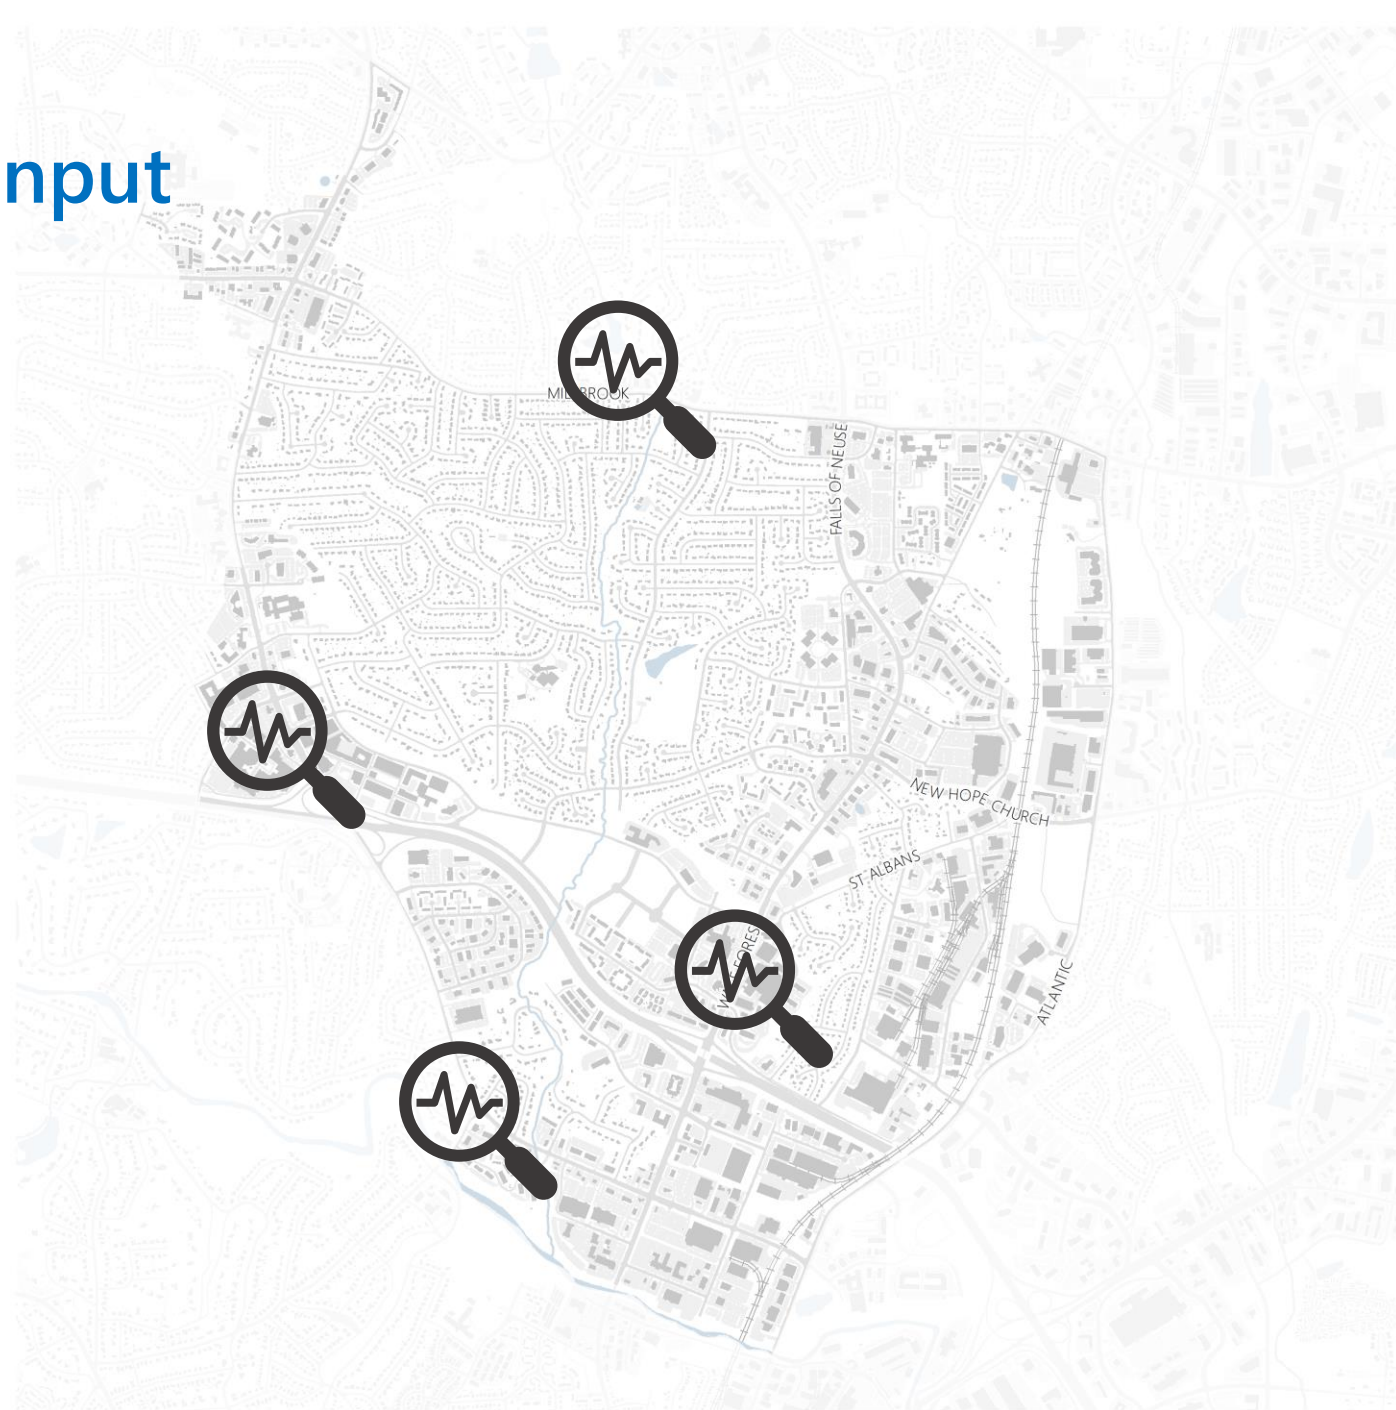 nput
MILLBROOK
FALLS OF NEUSE
NEW HOPE CHURCH
ST ALBANS
ATLANTIC